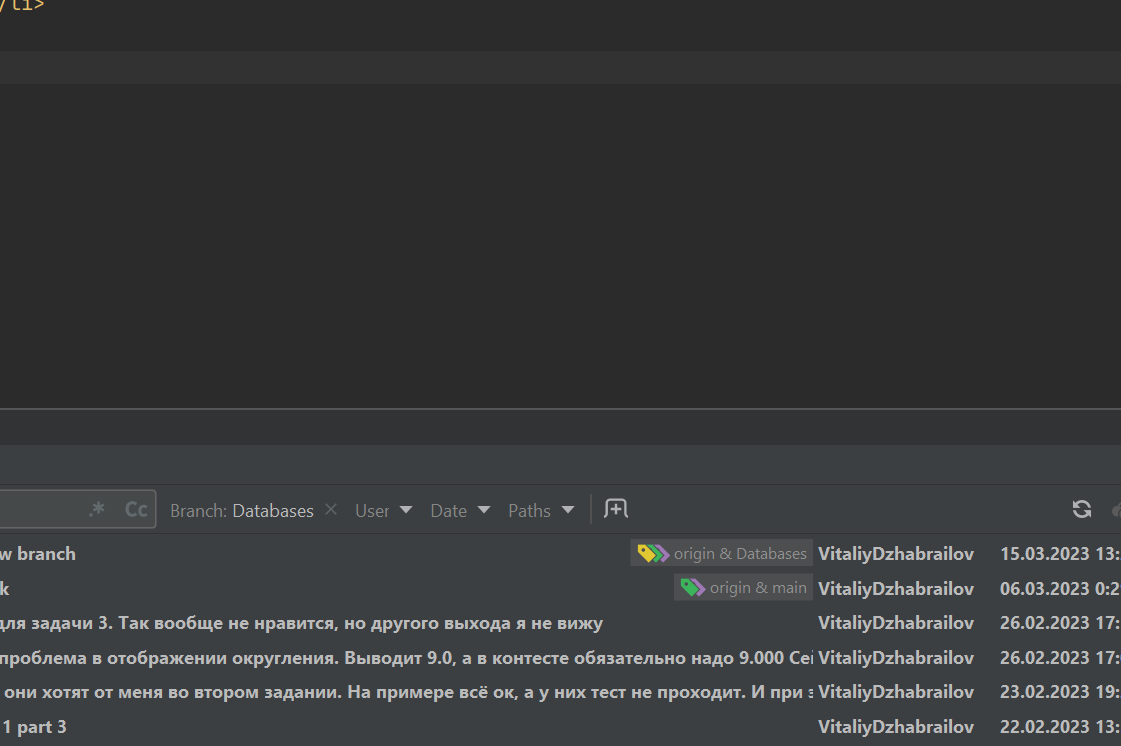 /li>
.* Cc Branch: Databases × User Date Paths
w branch origin & Databases VitaliyDzhabrailov 15.03.2023 13:
k origin & main VitaliyDzhabrailov 06.03.2023 0:2
для задачи 3. Так вообще не нравится, но другого выхода я не вижу VitaliyDzhabrailov 26.02.2023 17:
проблема в отображении округления. Выводит 9.0, а в контесте обязательно надо 9.000 Се VitaliyDzhabrailov 26.02.2023 17:
они хотят от меня во втором задании. На примере всё ок, а у них тест не проходит. И при VitaliyDzhabrailov 23.02.2023 19:
1 part 3 VitaliyDzhabrailov 22.02.2023 13: